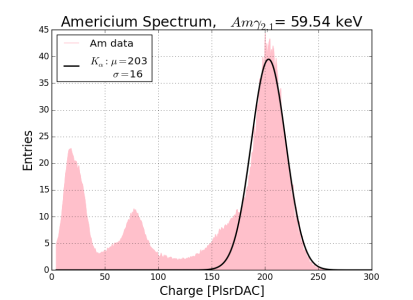 Americium Spectrum, Amγ2,1= 59.54 keV
45
40
35
30
25
20
15
10
5
0
Entries
Am data
Kα: μ=203
σ=16
0 50 100 150 200 250 300
Charge [PlsrDAC]